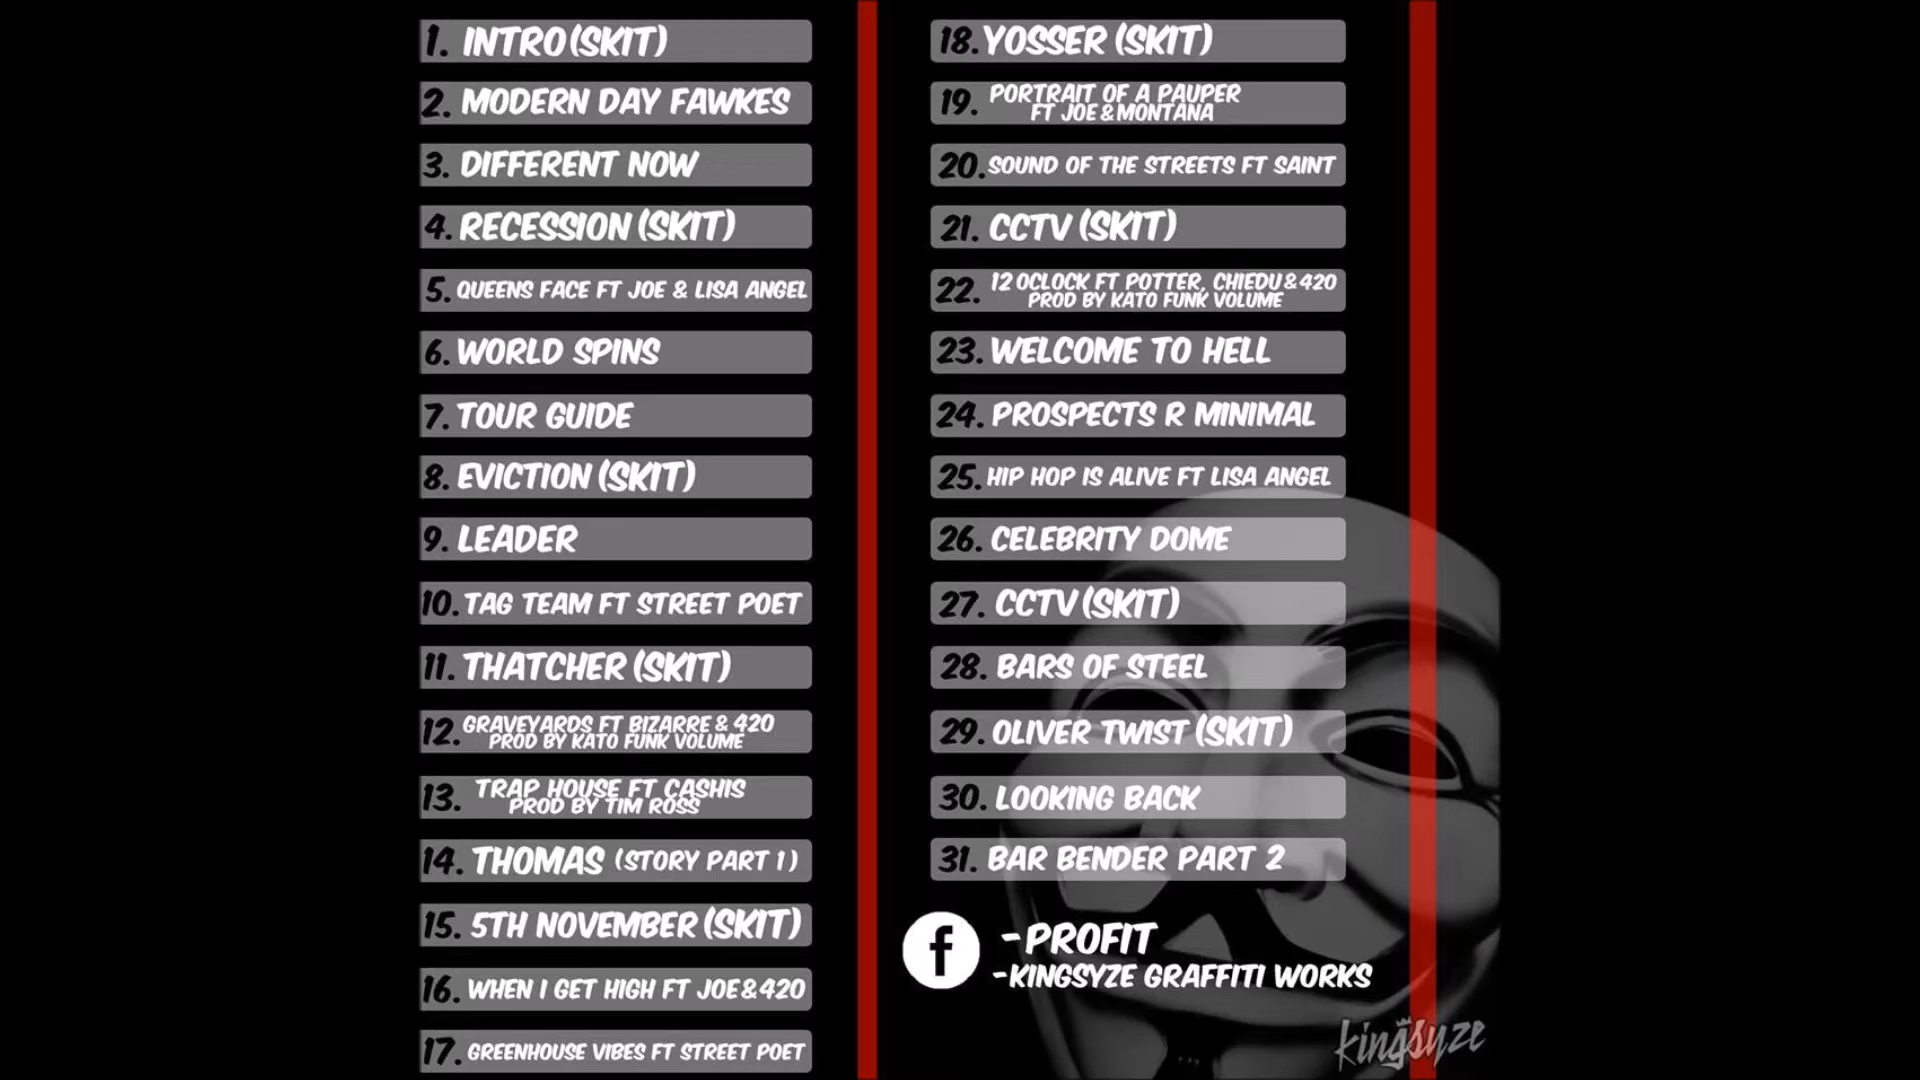 1. INTRO (SKIT)
2. MODERN DAY FAWKES
3. DIFFERENT NOW
4. RECESSION (SKIT)
5. QUEENS FACE FT JOE & LISA ANGEL
6. WORLD SPINS
7. TOUR GUIDE
8. EVICTION (SKIT)
9. LEADER
10. TAG TEAM FT STREET POET
11. THATCHER (SKIT)
12. GRAVEYARDS FT BIZARRE & 420
PROD BY KATO FUNK VOLUME
13. TRAP HOUSE FT CASHIS
PROD BY TIM ROSS
14. THOMAS (STORY PART 1)
15. 5TH NOVEMBER (SKIT)
16. WHEN I GET HIGH FT JOE & 420
17. GREENHOUSE VIBES FT STREET POET
18. YOSSER (SKIT)
19. PORTRAIT OF A PAUPER
FT JOE & MONTANA
20. SOUND OF THE STREETS FT SAINT
21. CCTV (SKIT)
22. 12 OCLOCK FT POTTER, CHIEDU & 420
PROD BY KATO FUNK VOLUME
23. WELCOME TO HELL
24. PROSPECTS R MINIMAL
25. HIP HOP IS ALIVE FT LISA ANGEL
26. CELEBRITY DOME
27. CCTV (SKIT)
28. BARS OF STEEL
29. OLIVER TWIST (SKIT)
30. LOOKING BACK
31. BAR BENDER PART 2
f
-PROFIT
-KINGSYZE GRAFFITI WORKS
kingsyze